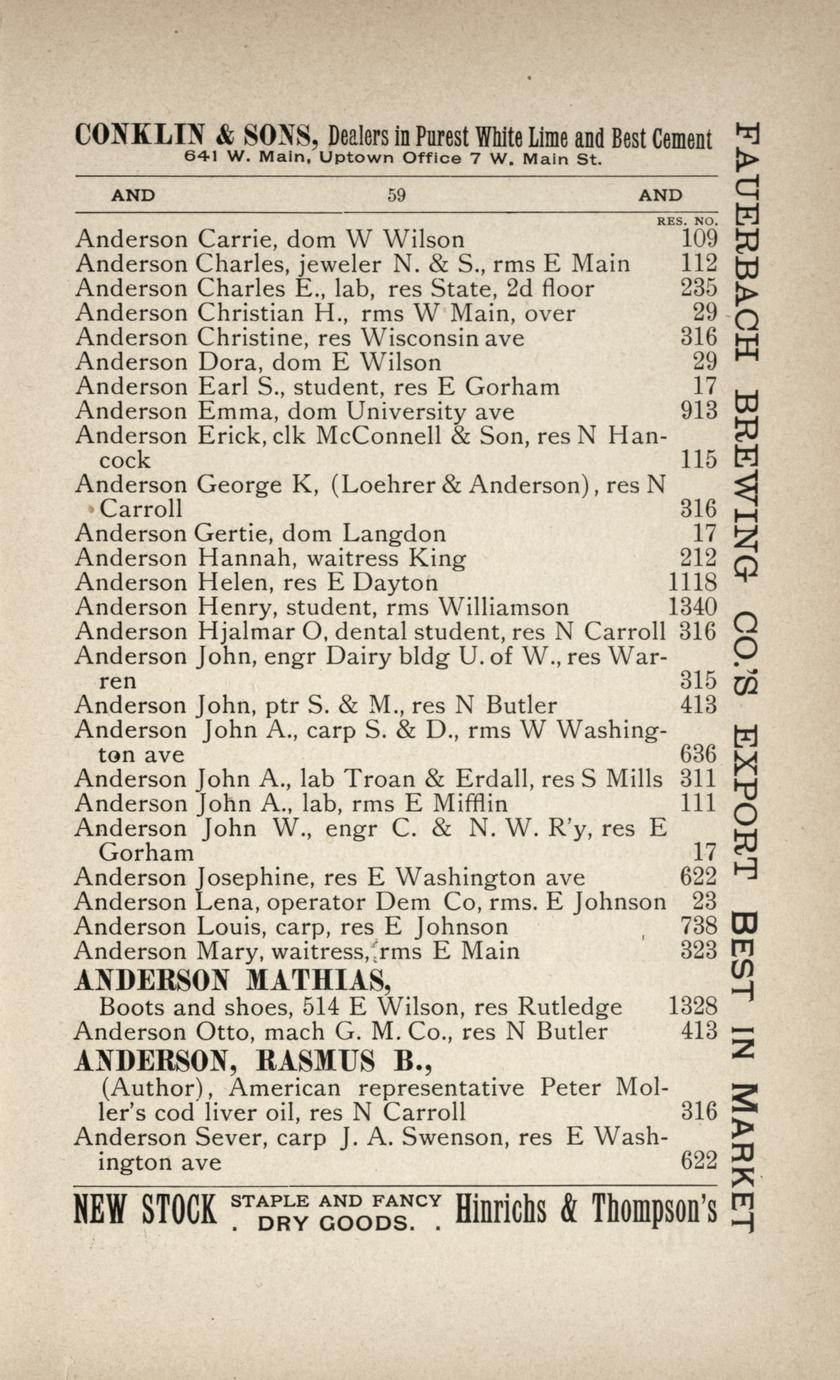 CONKLIN & SONS, Dealers in Purest White Lime and Best Cement
641 W. Main, Uptown Office 7 W. Main St.
AND 59 AND
RES. NO.
Anderson Carrie, dom W Wilson 109
Anderson Charles, jeweler N. & S., rms E Main 112
Anderson Charles E., lab, res State, 2d floor 235
Anderson Christian H., rms W Main, over 29
Anderson Christine, res Wisconsin ave 316
Anderson Dora, dom E Wilson 29
Anderson Earl S., student, res E Gorham 17
Anderson Emma, dom University ave 913
Anderson Erick, clk McConnell & Son, res N Han-
cock 115
Anderson George K, (Loehrer & Anderson), res N
Carroll 316
Anderson Gertie, dom Langdon 17
Anderson Hannah, waitress King 212
Anderson Helen, res E Dayton 1118
Anderson Henry, student, rms Williamson 1340
Anderson Hjalmar O, dental student, res N Carroll 316
Anderson John, engr Dairy bldg U. of W., res War-
ren 315
Anderson John, ptr S. & M., res N Butler 413
Anderson John A., carp S. & D., rms W Washing-
ton ave 636
Anderson John A., lab Troan & Erdall, res S Mills 311
Anderson John A., lab, rms E Mifflin 111
Anderson John W., engr C. & N. W. R'y, res E
Gorham 17
Anderson Josephine, res E Washington ave 622
Anderson Lena, operator Dem Co, rms. E Johnson 23
Anderson Louis, carp, res E Johnson 738
Anderson Mary, waitress, rms E Main 323
ANDERSON MATHIAS,
Boots and shoes, 514 E Wilson, res Rutledge 1328
Anderson Otto, mach G. M. Co., res N Butler 413
ANDERSON, RASMUS B.,
(Author), American representative Peter Mol-
ler's cod liver oil, res N Carroll 316
Anderson Sever, carp J. A. Swenson, res E Wash-
ington ave 622
NEW STOCK STAPLE AND FANCY Hinrichs & Thompson's
. DRY GOODS. .
FAUERBACH BREWING CO.'S EXPORT BEST IN MARKET